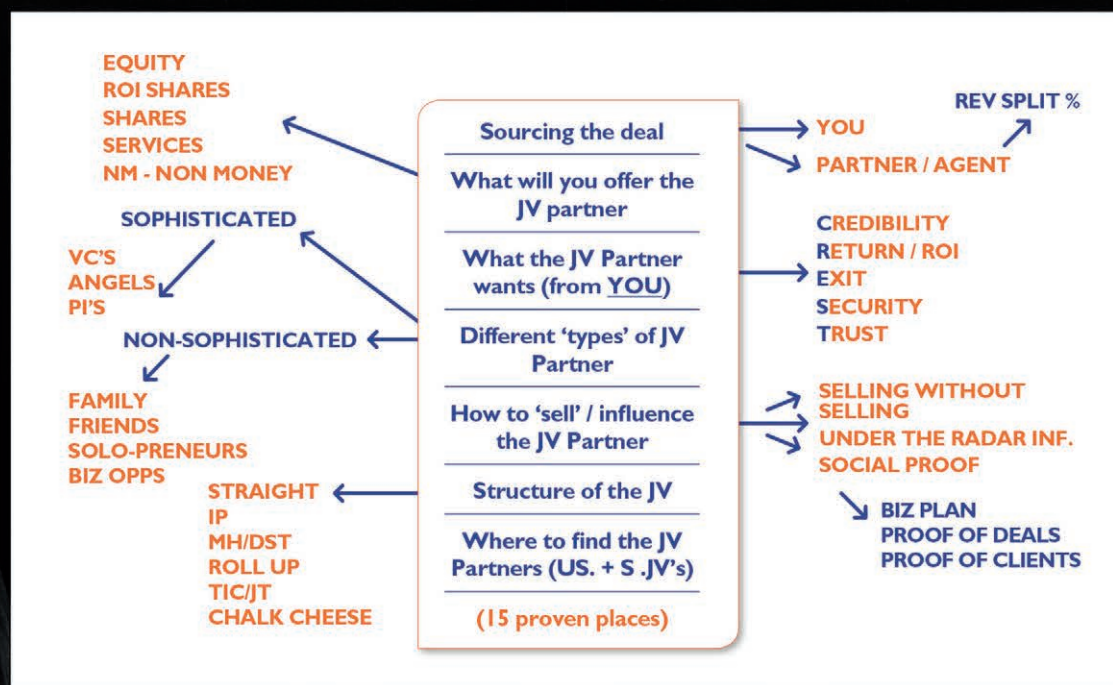 EQUITY
ROI SHARES
SHARES
SERVICES
NM - NON MONEY
SOPHISTICATED
VC'S
ANGELS
PI'S
NON-SOPHISTICATED
FAMILY
FRIENDS
SOLO-PRENEURS
BIZ OPPS
STRAIGHT
IP
MH/DST
ROLL UP
TIC/JT
CHALK CHEESE
Sourcing the deal
What will you offer the
JV partner
What the JV Partner
wants (from YOU)
Different ‘types’ of JV
Partner
How to ‘sell’ / influence
the JV Partner
Structure of the JV
Where to find the JV
Partners (US. + S .JV’s)
(15 proven places)
REV SPLIT %
YOU
PARTNER / AGENT
CREDIBILITY
RETURN / ROI
EXIT
SECURITY
TRUST
SELLING WITHOUT
SELLING
UNDER THE RADAR INF.
SOCIAL PROOF
BIZ PLAN
PROOF OF DEALS
PROOF OF CLIENTS